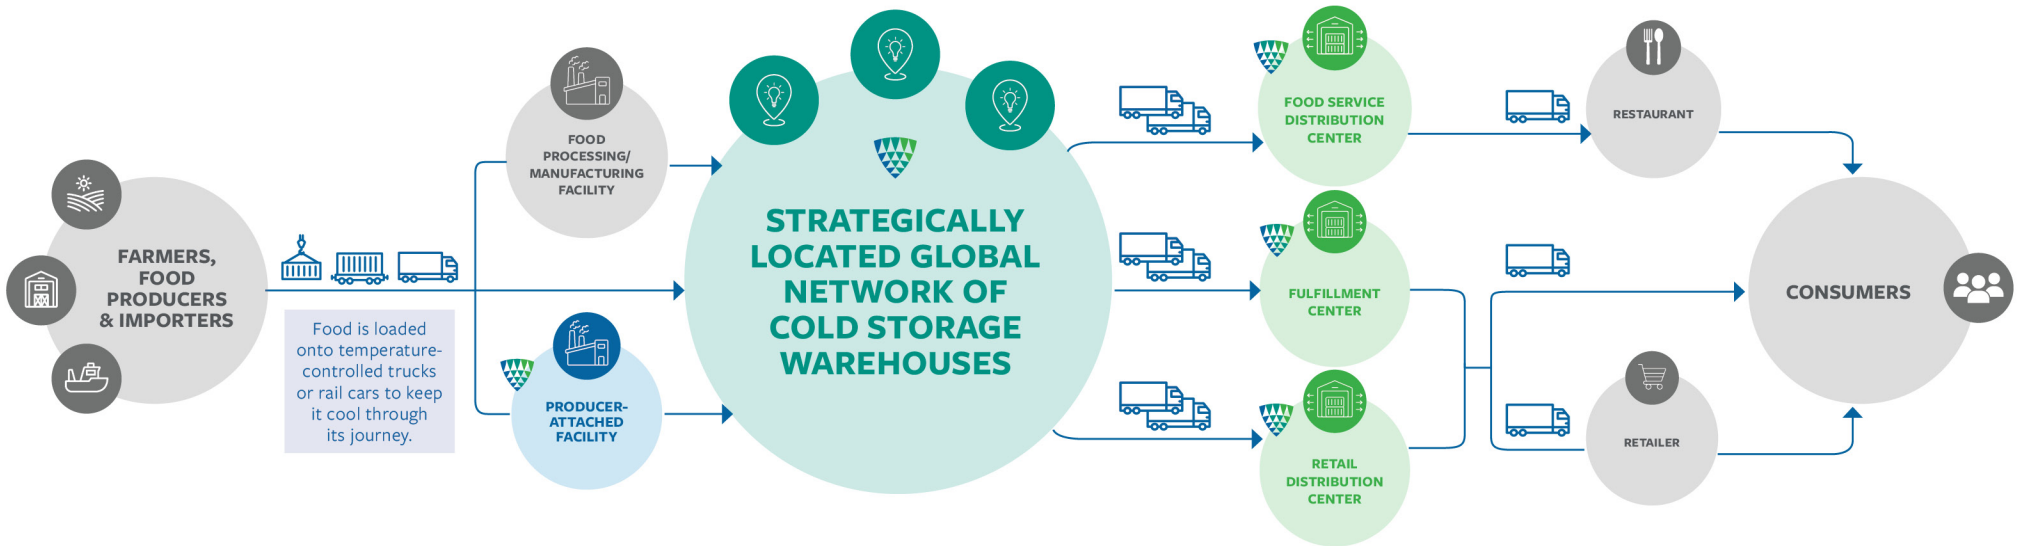 FARMERS,
FOOD
PRODUCERS
& IMPORTERS
Food is loaded
onto temperature-
controlled trucks
or rail cars to keep
it cool through
its journey.
FOOD
PROCESSING/
MANUFACTURING
FACILITY
PRODUCER-
ATTACHED
FACILITY
STRATEGICALLY
LOCATED GLOBAL
NETWORK OF
COLD STORAGE
WAREHOUSES
FOOD SERVICE
DISTRIBUTION
CENTER
FULFILLMENT
CENTER
RETAIL
DISTRIBUTION
CENTER
RESTAURANT
RETAILER
CONSUMERS